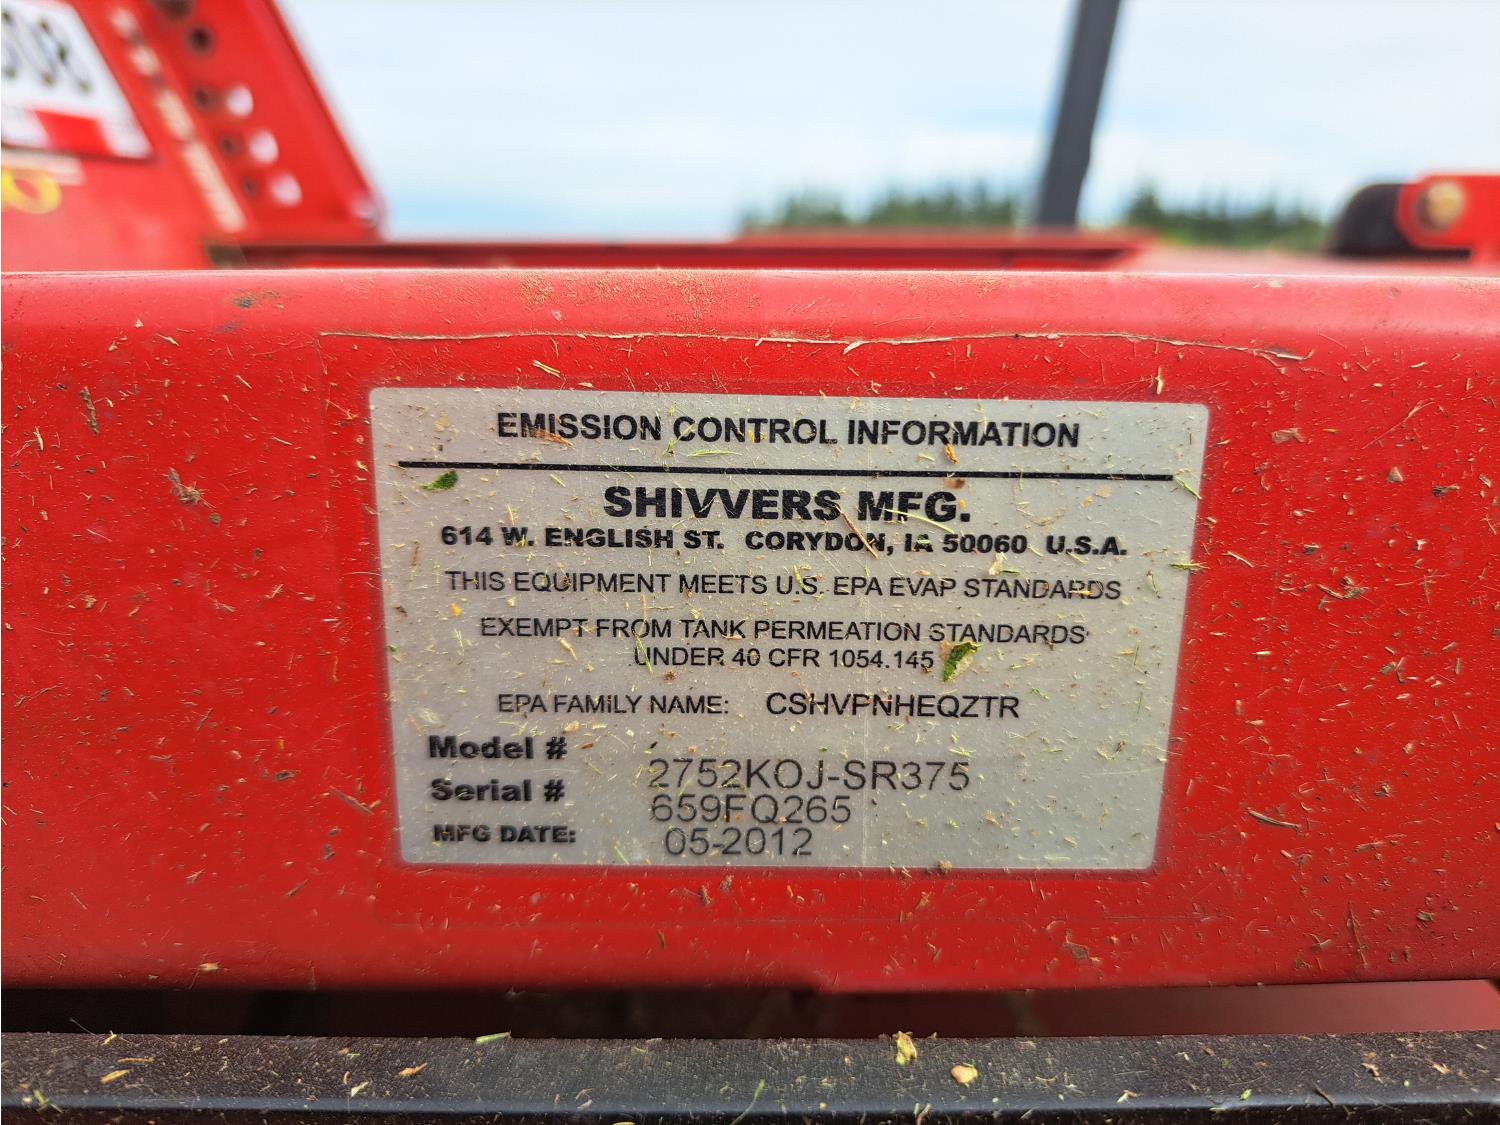 EMISSION CONTROL INFORMATION
SHIVVERS MFG.
614 W. ENGLISH ST. CORYDON, IA 50060 U.S.A.
THIS EQUIPMENT MEETS U.S. EPA EVAP STANDARDS
EXEMPT FROM TANK PERMEATION STANDARDS
UNDER 40 CFR 1054.145
EPA FAMILY NAME: CSHVPNHEQZTR
Model # 2752KOJ-SR375
Serial # 659FQ265
MFG DATE: 05-2012